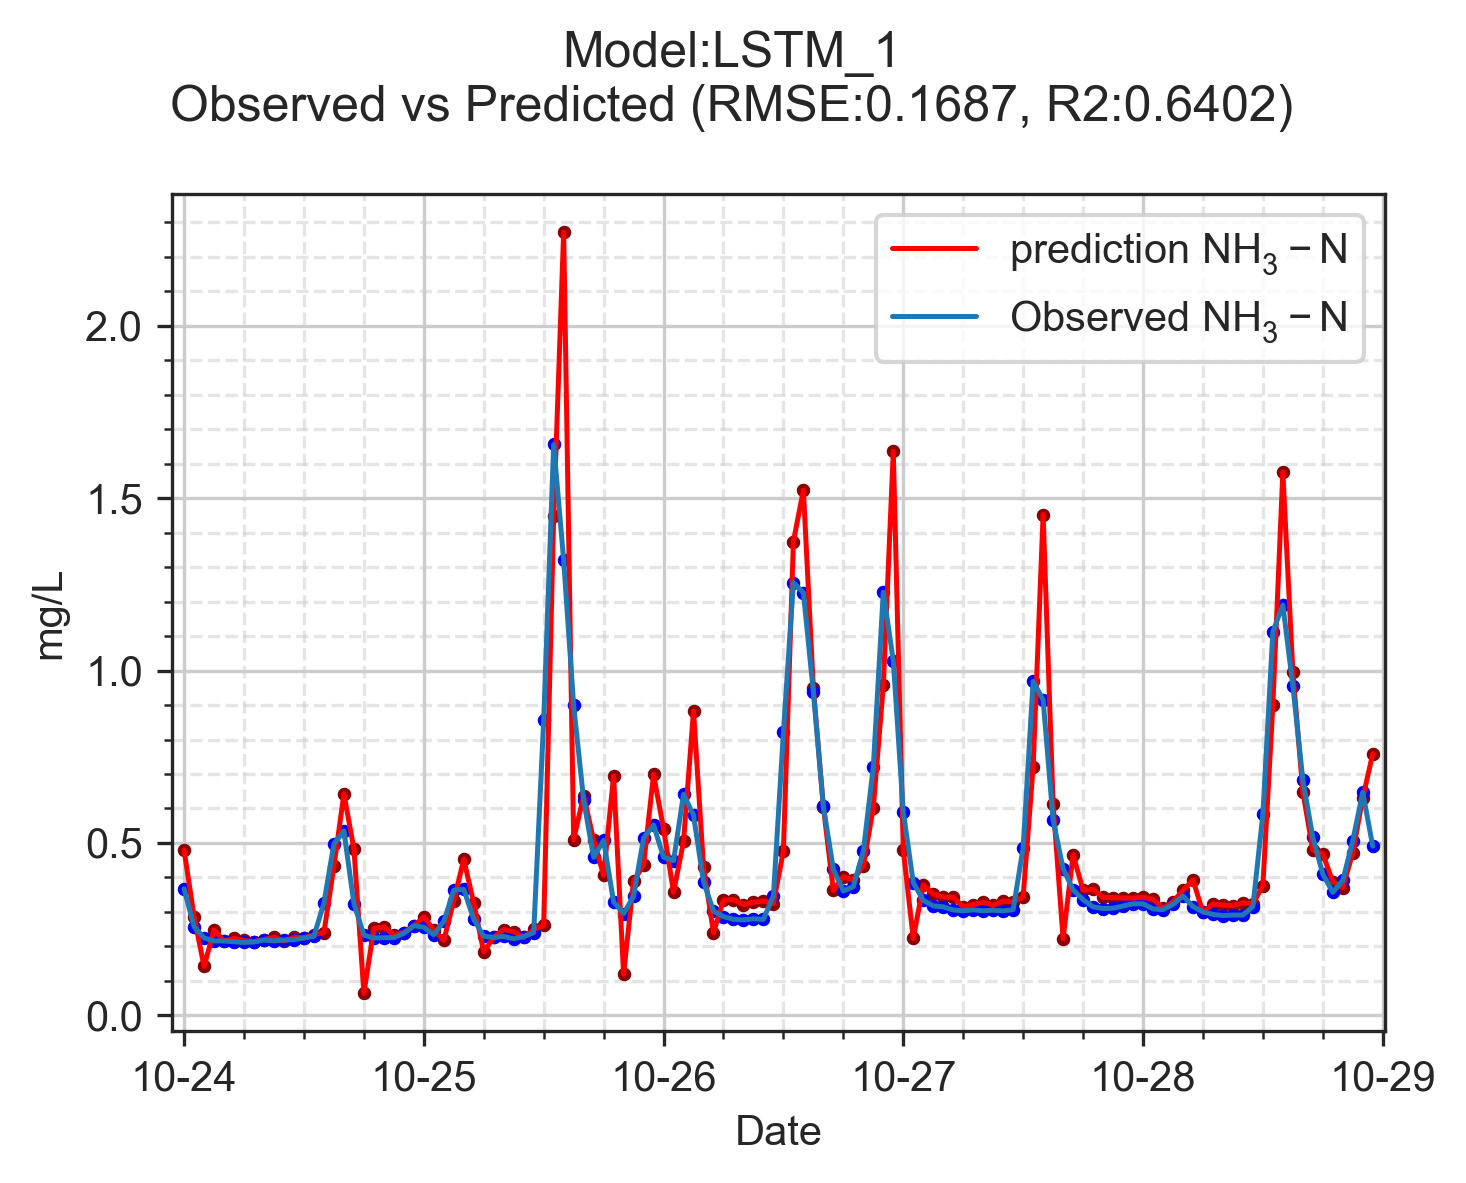 Model:LSTM_1
Observed vs Predicted (RMSE:0.1687, R2:0.6402)
prediction NH₃ − N
Observed NH₃ − N
2.0
1.5
1.0
0.5
0.0
mg/L
10-24 10-25 10-26 10-27 10-28 10-29
Date